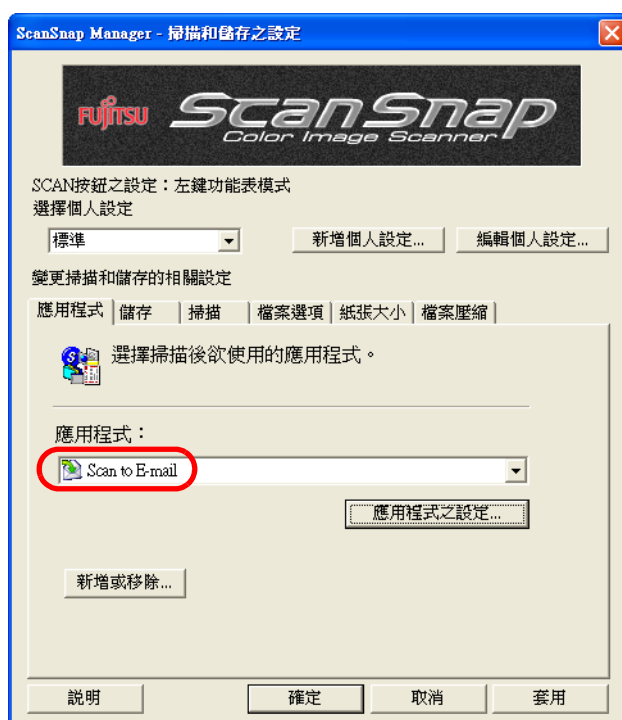 ScanSnap Manager - 掃描和儲存之設定
FUJITSU ScanSnap
Color Image Scanner
SCAN按鈕之設定：左鍵功能表模式
選擇個人設定
標準 新增個人設定... 編輯個人設定...
變更掃描和儲存的相關設定
應用程式 儲存 掃描 檔案選項 紙張大小 檔案壓縮
選擇掃描後欲使用的應用程式。
應用程式：
Scan to E-mail
應用程式之設定...
新增或移除...
說明 確定 取消 套用